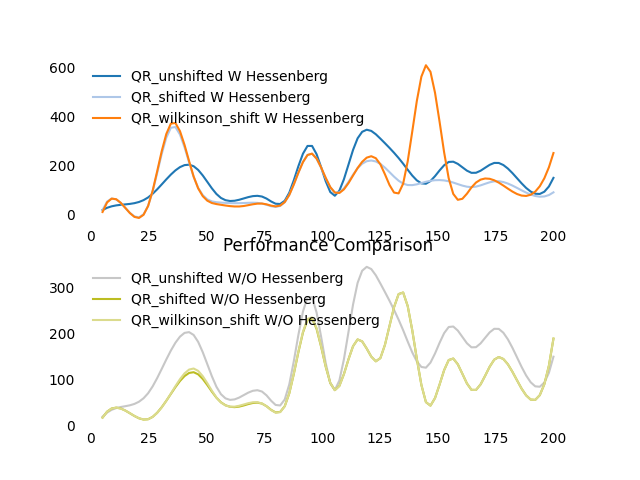 600
400
200
0
QR_unshifted W Hessenberg
QR_shifted W Hessenberg
QR_wilkinson_shift W Hessenberg
0 25 50 75 100 125 150 175 200
Performance Comparison
300
200
100
0
QR_unshifted W/O Hessenberg
QR_shifted W/O Hessenberg
QR_wilkinson_shift W/O Hessenberg
0 25 50 75 100 125 150 175 200